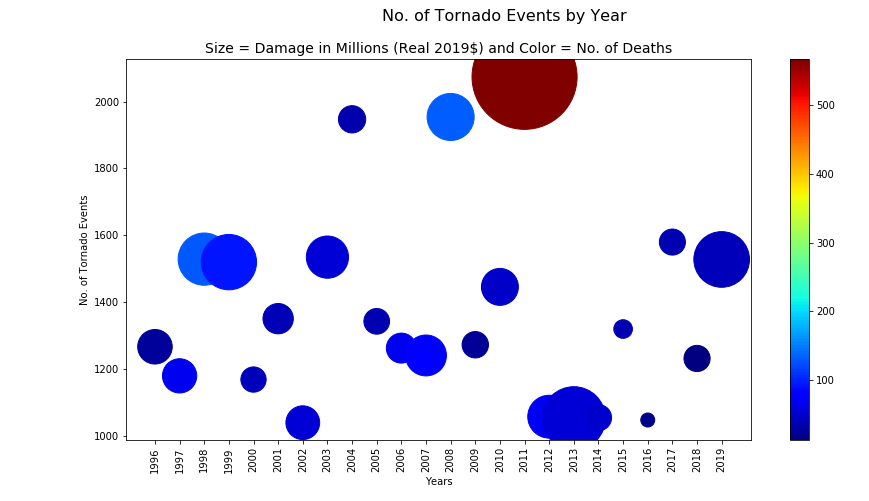 No. of Tornado Events by Year
Size = Damage in Millions (Real 2019$) and Color = No. of Deaths
No. of Tornado Events
2000
1800
1600
1400
1200
1000
500
400
300
200
100
1996 1997 1998 1999 2000 2001 2002 2003 2004 2005 2006 2007 2008 2009 2010 2011 2012 2013 2014 2015 2016 2017 2018 2019
Years